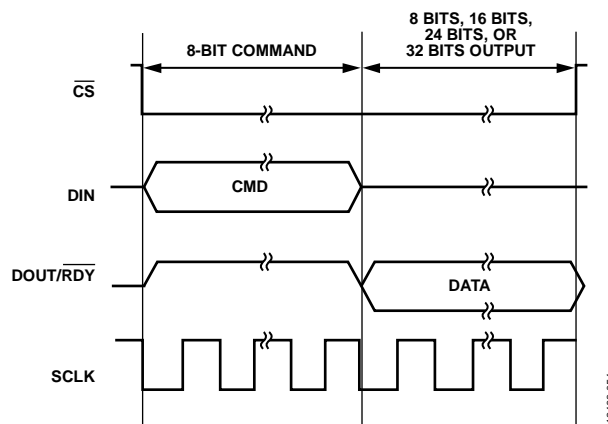 8 BITS, 16 BITS,
24 BITS, OR
32 BITS OUTPUT
8-BIT COMMAND
CS
DIN
CMD
DOUT/RDY
DATA
SCLK